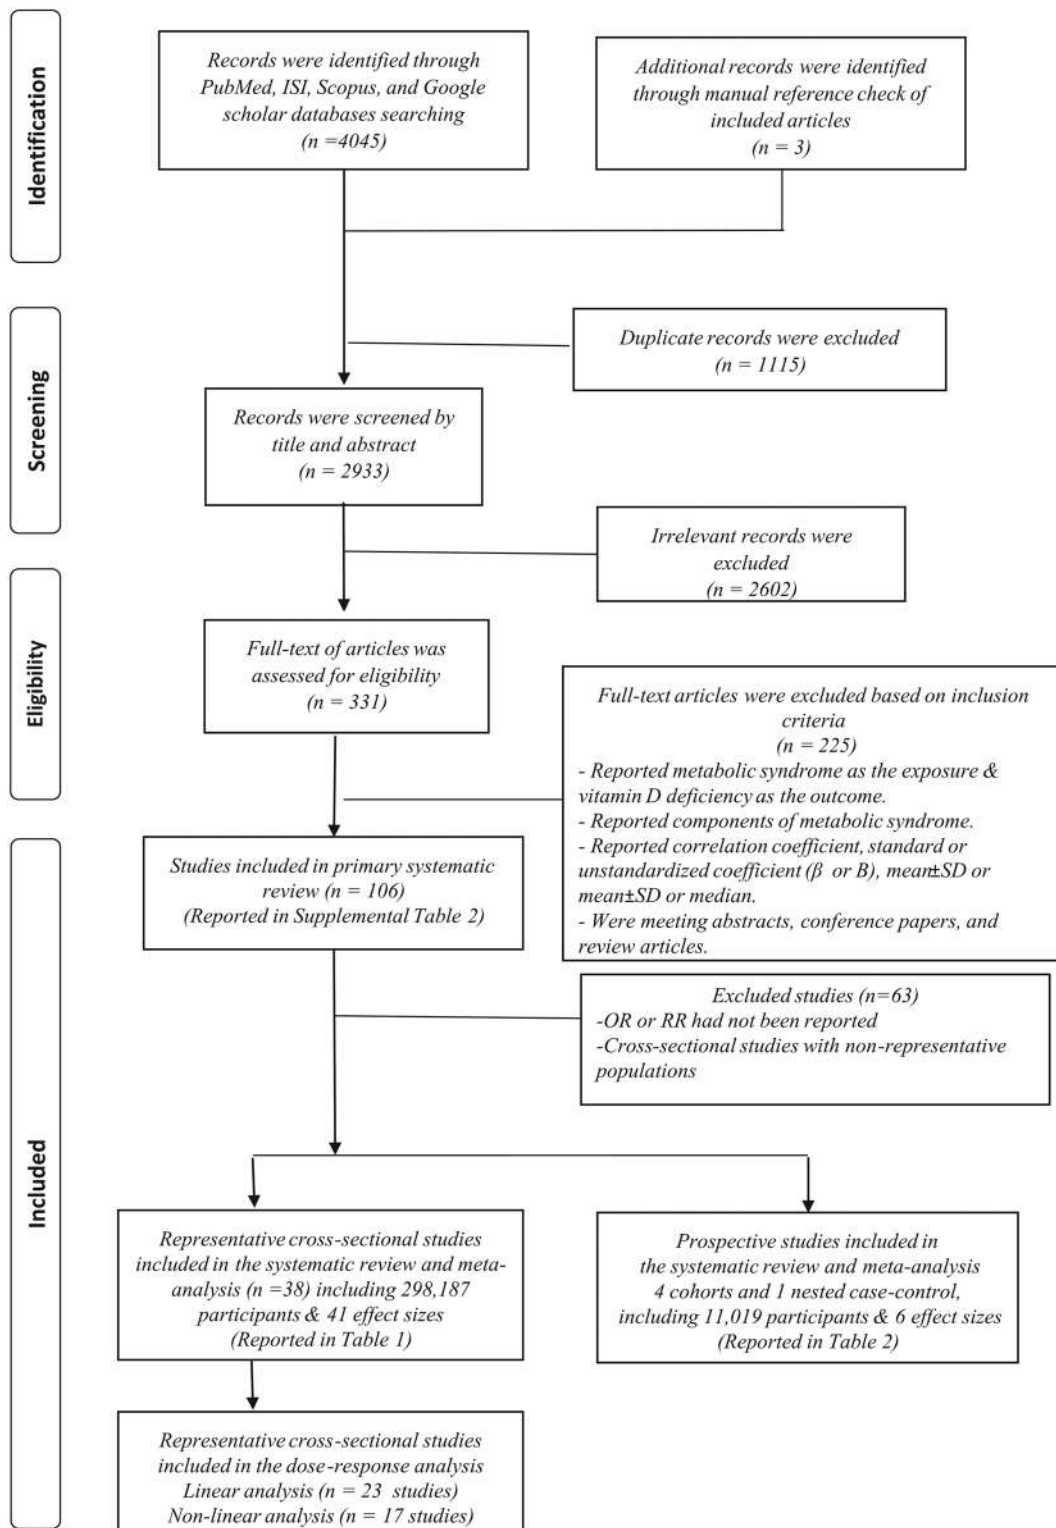 Identification
Records were identified through
PubMed, ISI, Scopus, and Google
scholar databases searching
(n =4045)
Additional records were identified
through manual reference check of
included articles
(n = 3)
Screening
Duplicate records were excluded
(n = 1115)
Records were screened by
title and abstract
(n = 2933)
Irrelevant records were
excluded
(n = 2602)
Eligibility
Full-text of articles was
assessed for eligibility
(n = 331)
Full-text articles were excluded based on inclusion
criteria
(n = 225)
- Reported metabolic syndrome as the exposure &
vitamin D deficiency as the outcome.
- Reported components of metabolic syndrome.
- Reported correlation coefficient, standard or
unstandardized coefficient (β or B), mean±SD or
mean±SD or median.
- Were meeting abstracts, conference papers, and
review articles.
Included
Studies included in primary systematic
review (n = 106)
(Reported in Supplemental Table 2)
Excluded studies (n=63)
-OR or RR had not been reported
-Cross-sectional studies with non-representative
populations
Representative cross-sectional studies
included in the systematic review and meta-
analysis (n =38) including 298,187
participants & 41 effect sizes
(Reported in Table 1)
Prospective studies included in
the systematic review and meta-analysis
4 cohorts and 1 nested case-control,
including 11,019 participants & 6 effect sizes
(Reported in Table 2)
Representative cross-sectional studies
included in the dose-response analysis
Linear analysis (n = 23 studies)
Non-linear analysis (n = 17 studies)